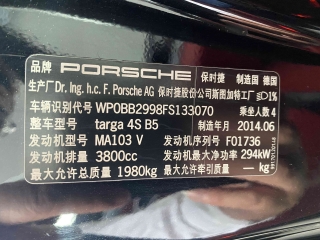 品牌 PORSCHE 保时捷 制造国 德国
生产厂 Dr. Ing. h.c. F. Porsche AG 保时捷股份公司斯图加特工厂 1%
车辆识别代号 WP0BB2998FS133070 乘坐人数 4
整车型号 targa 4S B5 制造年月 2014.06
发动机型号 MA103 V 发动机序号 F01736
发动机排量 3800cc 发动机最大净功率 294kW
最大允许总质量 1980kg 最大允许牵引质量 — kg